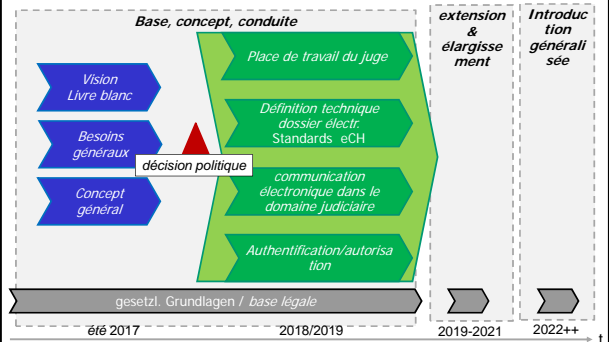 Base, concept, conduite
extension
&
élargisse
ment
Introduc
tion
générali
sée
Vision
Livre blanc
Besoins
généraux
Concept
général
décision politique
Place de travail du juge
Définition technique
dossier électr.
Standards eCH
communication
électronique dans le
domaine judiciaire
Authentification/autorisa
tion
gesetzl. Grundlagen / base légale
été 2017
2018/2019
2019-2021
2022++
t